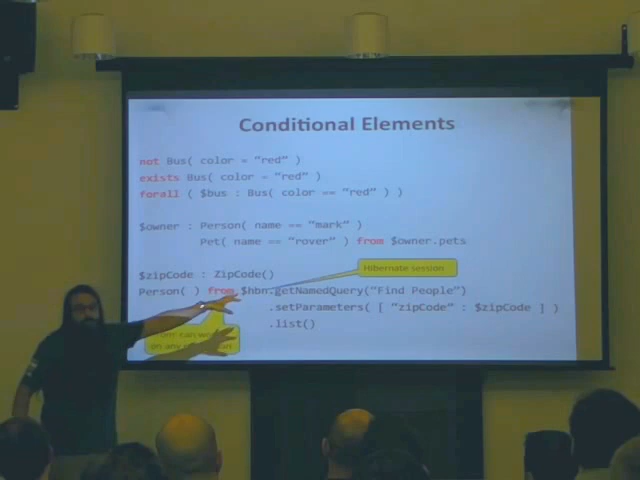 Conditional Elements
not Bus( color = "red" )
exists Bus( color = "red" )
forall ( $bus : Bus( color == "red" ) )
$owner : Person( name == "mark" )
Pet( name == "rover" ) from $owner.pets
$zipCode : ZipCode()
Hibernate session
Person( ) from $hbn.getNamedQuery("Find People")
.setParameters( [ "zipCode" : $zipCode ] )
.list()
on any